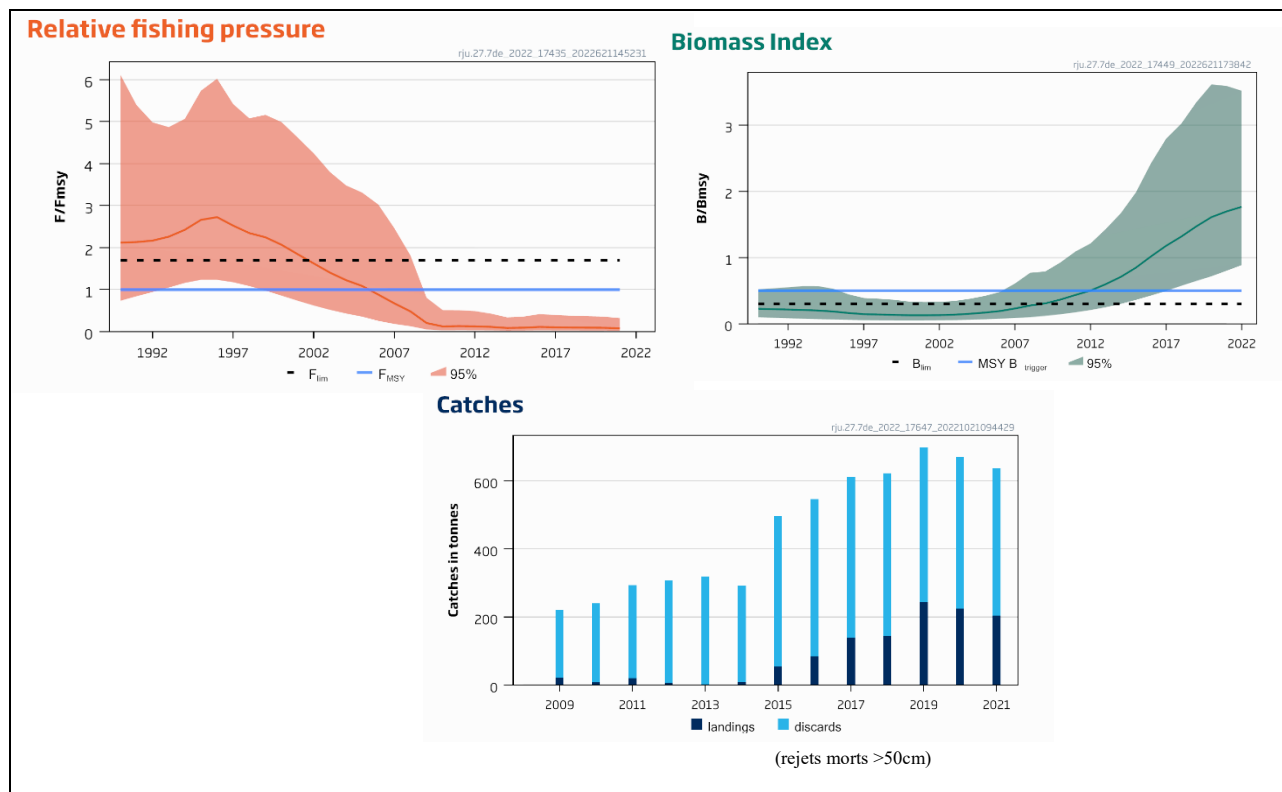 Relative fishing pressure
rju.27.7de_2022_17435_2022621145231
F/Fmsy
6
5
4
3
2
1
0
1992 1997 2002 2007 2012 2017 2022
Flim FMSY 95%
Biomass Index
rju.27.7de_2022_17449_2022621173842
B/Bmsy
3
2
1
0
1992 1997 2002 2007 2012 2017 2022
Blim MSY B trigger 95%
Catches
rju.27.7de_2022_17647_20221021094429
Catches in tonnes
600
400
200
0
2009 2011 2013 2015 2017 2019 2021
landings discards
(rejets morts >50cm)